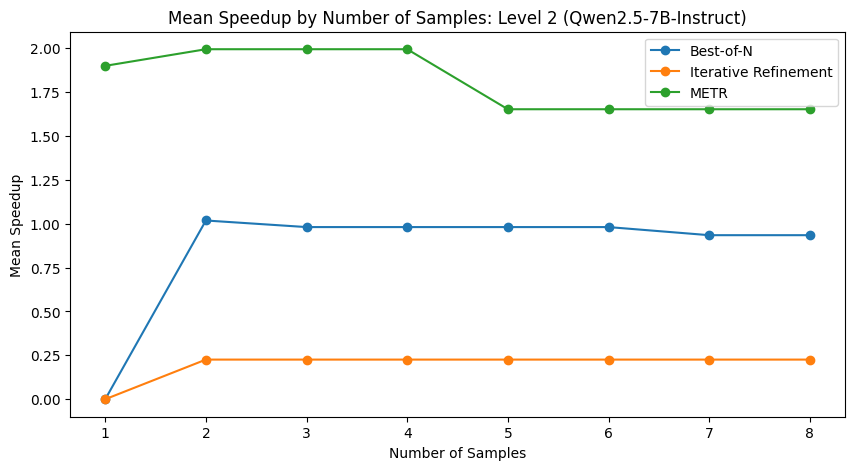 Mean Speedup by Number of Samples: Level 2 (Qwen2.5-7B-Instruct)
Best-of-N
Iterative Refinement
METR
2.00
1.75
1.50
1.25
1.00
0.75
0.50
0.25
0.00
Mean Speedup
1 2 3 4 5 6 7 8
Number of Samples